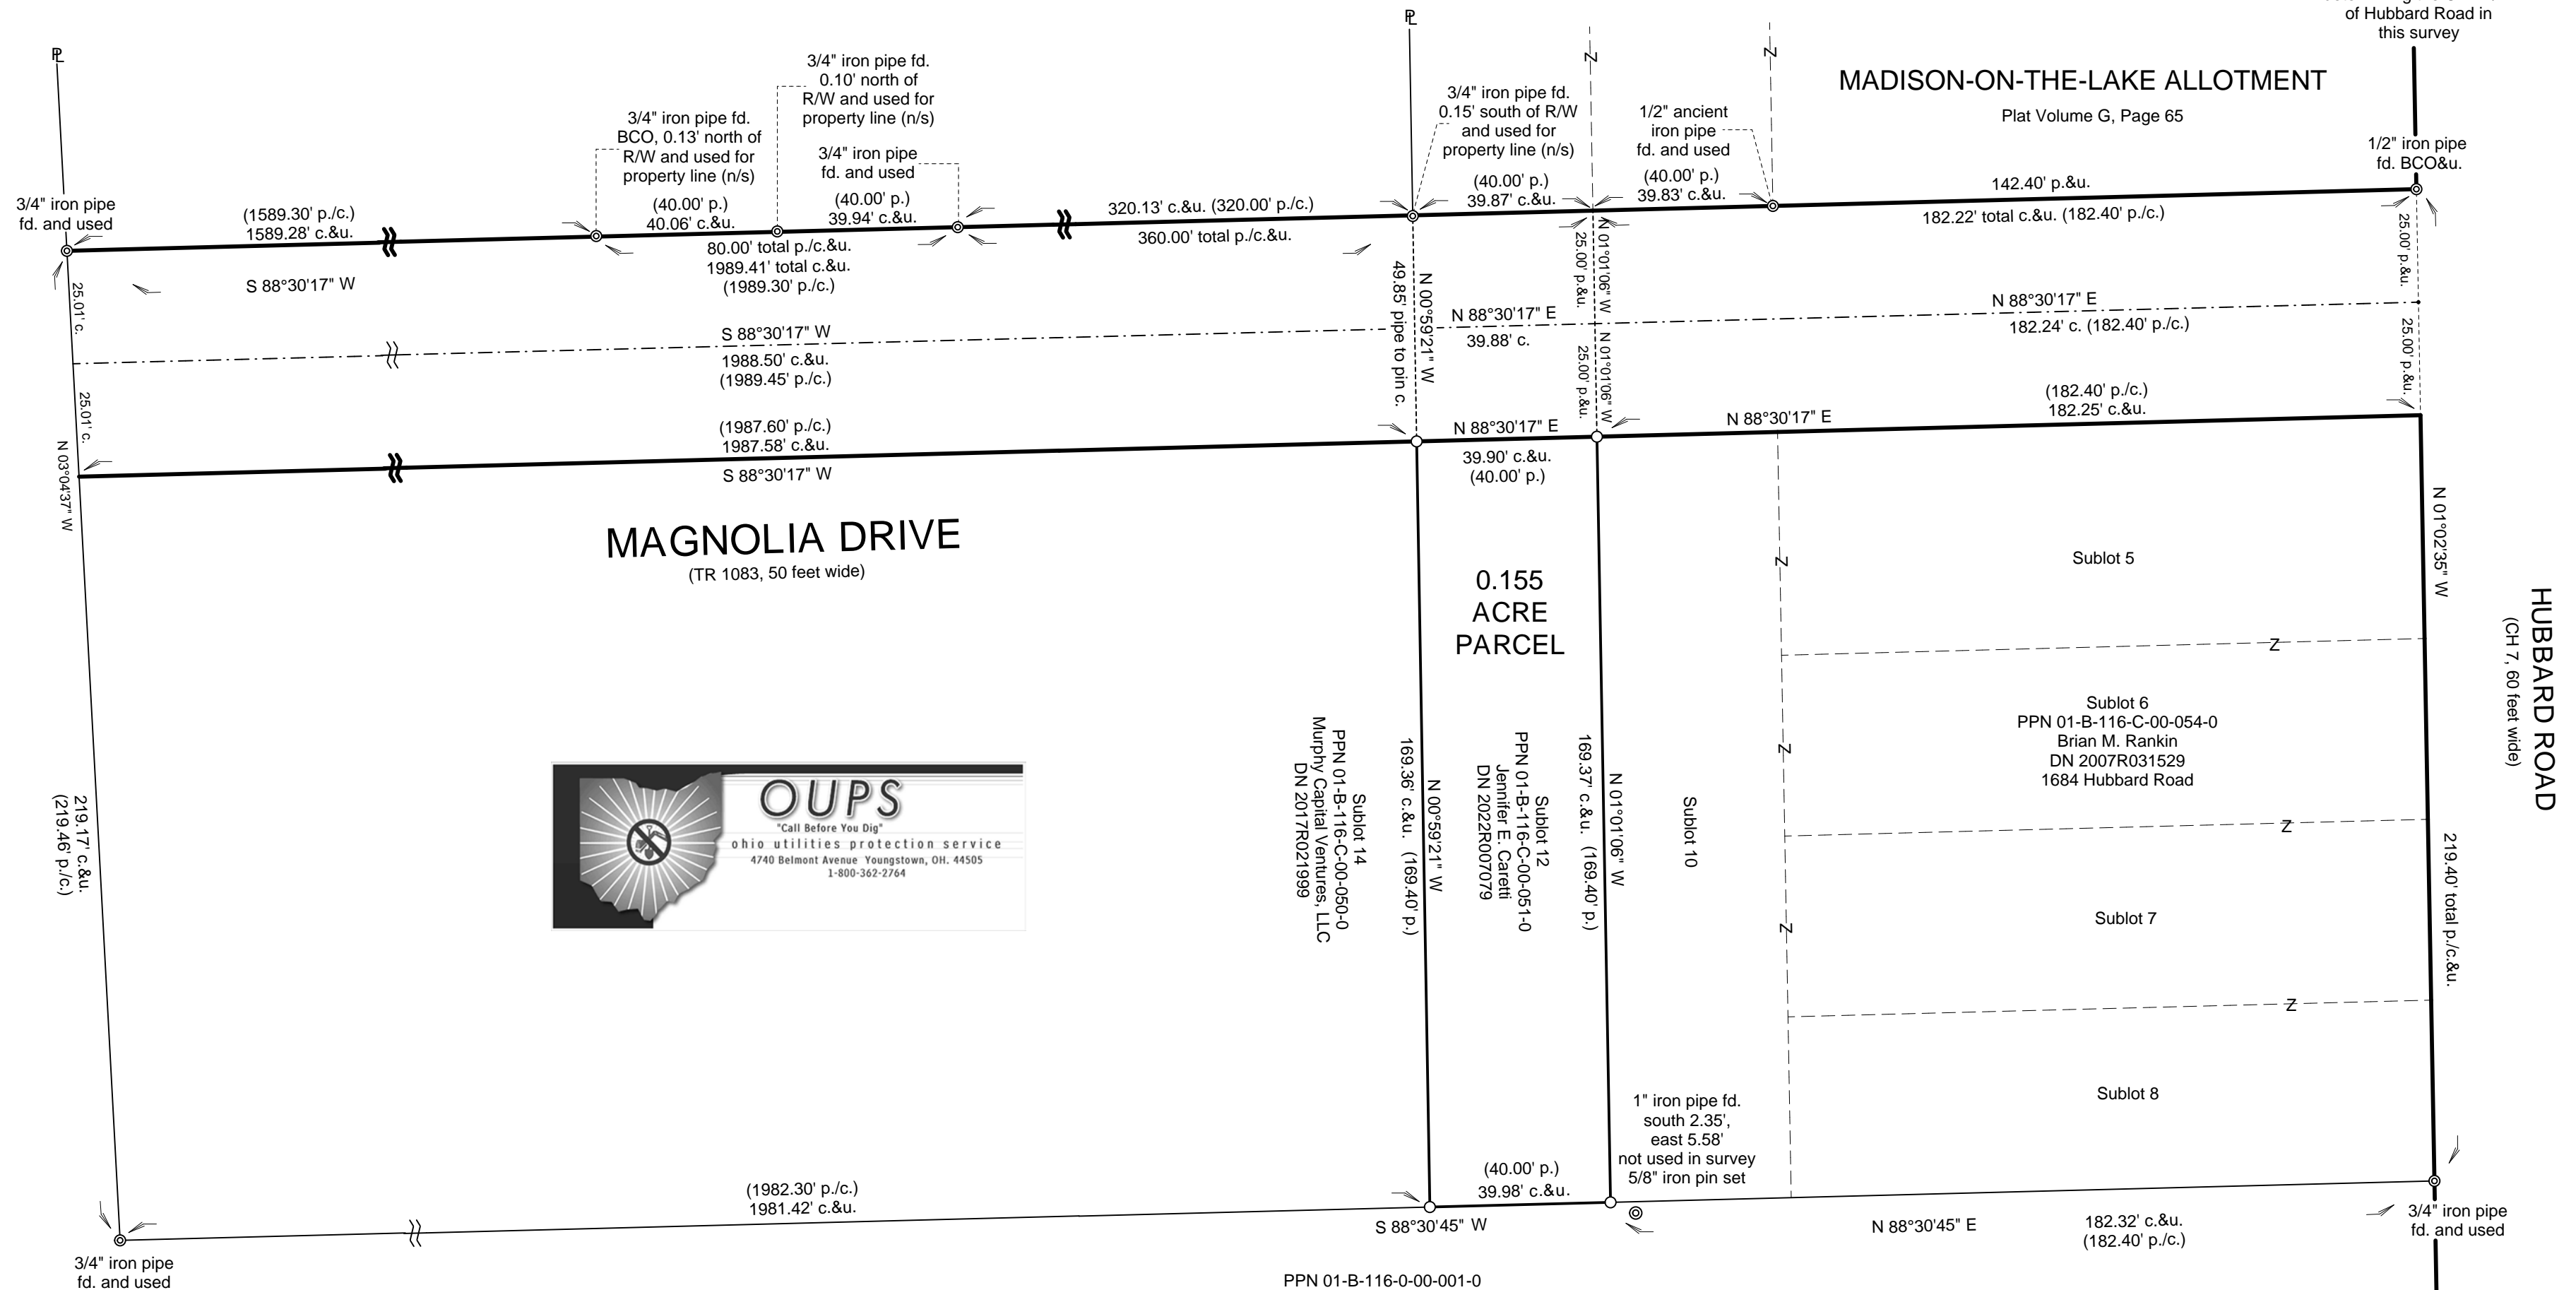 of Hubbard Road in
this survey
MADISON-ON-THE-LAKE ALLOTMENT
Plat Volume G, Page 65
1/2" iron pipe
fd. BCO&u.
PL
3/4" iron pipe
fd. and used
3/4" iron pipe fd.
BCO, 0.13' north of
R/W and used for
property line (n/s)
3/4" iron pipe fd.
0.10' north of
R/W and used for
property line (n/s)
3/4" iron pipe
fd. and used
PL
3/4" iron pipe fd.
0.15' south of R/W
and used for
property line (n/s)
1/2" ancient
iron pipe
fd. and used
Z
Z
(1589.30' p./c.)
1589.28' c.&u.
(40.00' p.)
40.06' c.&u.
(40.00' p.)
39.94' c.&u.
80.00' total p./c.&u.
1989.41' total c.&u.
(1989.30' p./c.)
320.13' c.&u. (320.00' p./c.)
360.00' total p./c.&u.
(40.00' p.)
39.87' c.&u.
(40.00' p.)
39.83' c.&u.
142.40' p.&u.
182.22' total c.&u. (182.40' p./c.)
S 88°30'17" W
25.01' c.
25.01' c.
N 03°04'37" W
S 88°30'17" W
1988.50' c.&u.
(1989.45' p./c.)
49.85' pipe to pin c.
N 00°59'21" W
N 88°30'17" E
39.88' c.
25.00' p.&u.
N 01°01'06" W
25.00' p.&u.
N 01°01'06" W
N 88°30'17" E
182.24' c. (182.40' p./c.)
25.00' p.&u.
25.00' p.&u.
(1987.60' p./c.)
1987.58' c.&u.
S 88°30'17" W
N 88°30'17" E
39.90' c.&u.
(40.00' p.)
N 88°30'17" E
(182.40' p./c.)
182.25' c.&u.
MAGNOLIA DRIVE
(TR 1083, 50 feet wide)
0.155
ACRE
PARCEL
Sublot 5
N 01°02'35" W
HUBBARD ROAD
(CH 7, 60 feet wide)
Z
Z
Sublot 6
PPN 01-B-116-C-00-054-0
Brian M. Rankin
DN 2007R031529
1684 Hubbard Road
Z
Z
Z
Sublot 7
Z
Sublot 8
219.40' total p./c.&u.
219.17' c.&u.
(219.46' p./c.)
OUPS
"Call Before You Dig"
ohio utilities protection service
4740 Belmont Avenue Youngstown, OH. 44505
1-800-362-2764
Sublot 14
PPN 01-B-116-C-00-050-0
Murphy Capital Ventures, LLC
DN 2017R021999
169.36' c.&u. (169.40' p.)
N 00°59'21" W
Sublot 12
PPN 01-B-116-C-00-051-0
Jennifer E. Caretti
DN 2022R007079
169.37' c.&u. (169.40' p.)
N 01°01'06" W
Sublot 10
1" iron pipe fd.
south 2.35',
east 5.58'
not used in survey
5/8" iron pin set
(1982.30' p./c.)
1981.42' c.&u.
(40.00' p.)
39.98' c.&u.
S 88°30'45" W
N 88°30'45" E
182.32' c.&u.
(182.40' p./c.)
3/4" iron pipe
fd. and used
3/4" iron pipe
fd. and used
PPN 01-B-116-0-00-001-0